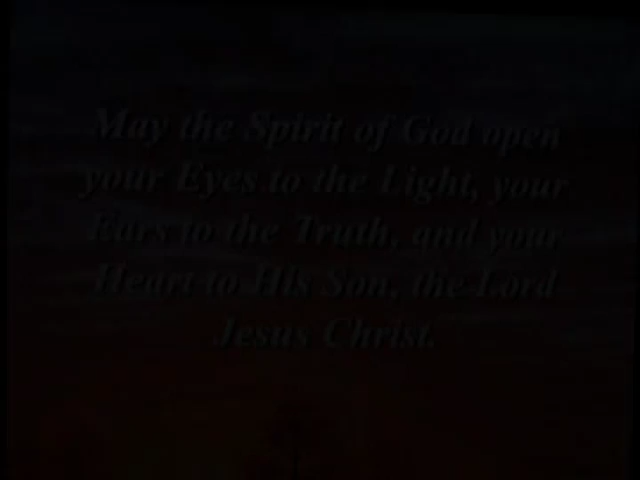 May the Spirit of God open
your Eyes to the Light, your
Ears to the Truth, and your
Heart to His Son, the Lord
Jesus Christ.